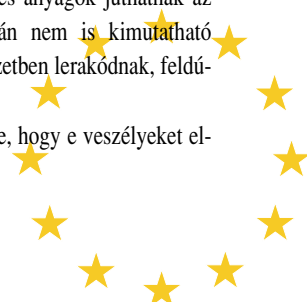 es anyagok juthatnak az
án nem is kimutatható
zetben lerakódnak, feldú-
e, hogy e veszélyeket el-